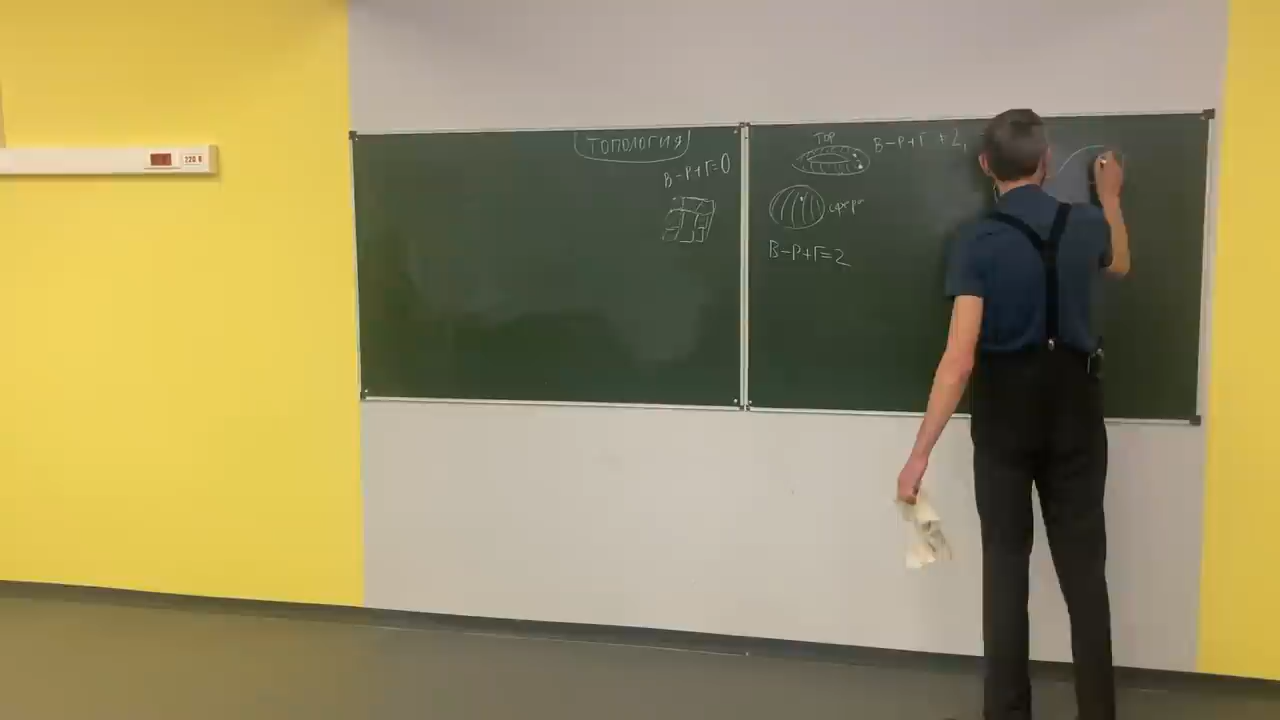 220 В
ТОПОЛОГИЯ
В-Р+Г=0
ТОР
В-Р+Г +2,
сфера
В-Р+Г=2